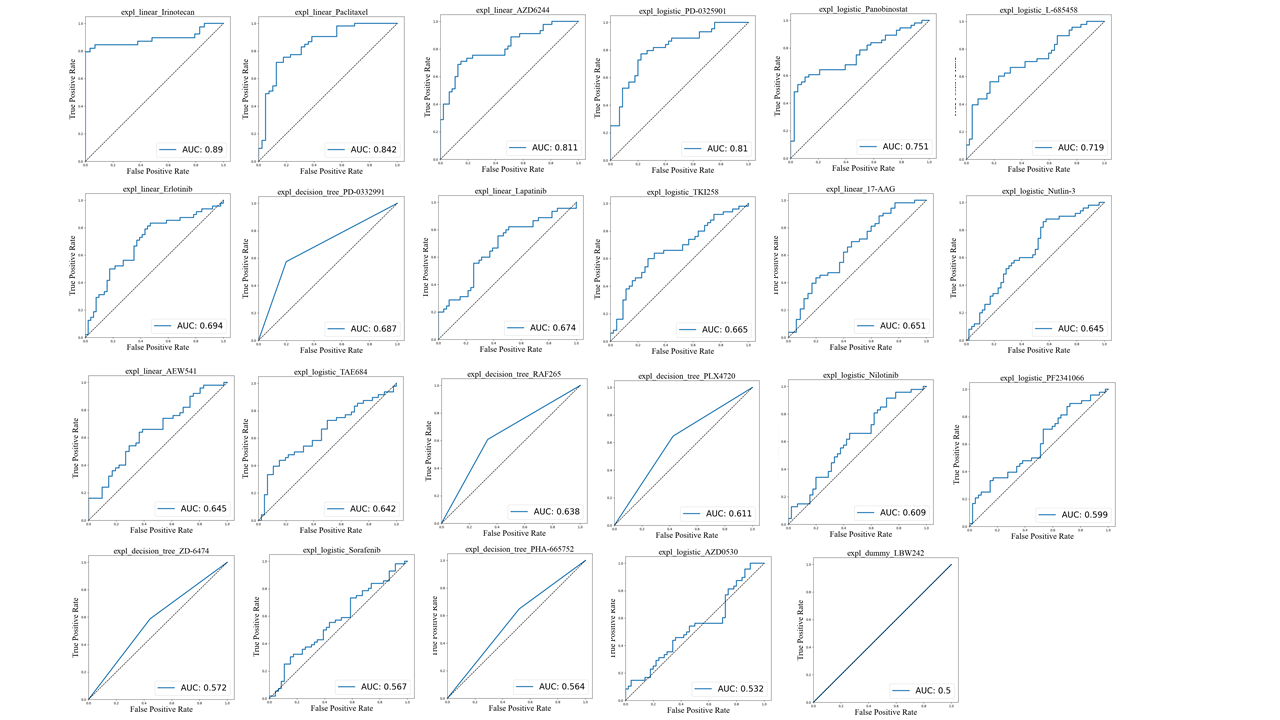 expl_linear_Irinotecan
True Positive Rate
AUC: 0.89
False Positive Rate
expl_linear_Paclitaxel
True Positive Rate
AUC: 0.842
False Positive Rate
expl_linear_AZD6244
True Positive Rate
AUC: 0.811
False Positive Rate
expl_logistic_PD-0325901
True Positive Rate
AUC: 0.81
False Positive Rate
expl_logistic_Panobinostat
True Positive Rate
AUC: 0.751
False Positive Rate
expl_logistic_L-685458
AUC: 0.719
False Positive Rate
expl_linear_Erlotinib
True Positive Rate
AUC: 0.694
False Positive Rate
expl_decision_tree_PD-0332991
True Positive Rate
AUC: 0.687
False Positive Rate
expl_linear_Lapatinib
True Positive Rate
AUC: 0.674
False Positive Rate
expl_logistic_TKI258
True Positive Rate
AUC: 0.665
False Positive Rate
expl_linear_17-AAG
True Positive Rate
AUC: 0.651
False Positive Rate
expl_logistic_Nutlin-3
True Positive Rate
AUC: 0.645
False Positive Rate
expl_linear_AEW541
True Positive Rate
AUC: 0.645
False Positive Rate
expl_logistic_TAE684
True Positive Rate
AUC: 0.642
False Positive Rate
expl_decision_tree_RAF265
True Positive Rate
AUC: 0.638
False Positive Rate
expl_decision_tree_PLX4720
True Positive Rate
AUC: 0.611
False Positive Rate
expl_logistic_Nilotinib
AUC: 0.609
False Positive Rate
expl_logistic_PF2341066
True Positive Rate
AUC: 0.599
False Positive Rate
expl_decision_tree_ZD-6474
True Positive Rate
AUC: 0.572
False Positive Rate
expl_logistic_Sorafenib
True Positive Rate
AUC: 0.567
False Positive Rate
expl_decision_tree_PHA-665752
True Positive Rate
AUC: 0.564
False Positive Rate
expl_logistic_AZD0530
True Positive Rate
AUC: 0.532
False Positive Rate
expl_dummy_LBW242
True Positive Rate
AUC: 0.5
False Positive Rate